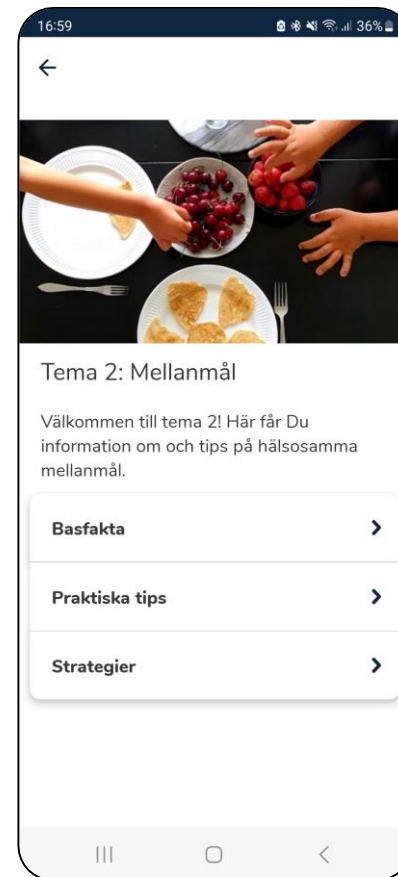 16:59
36%
Tema 2: Mellanmål
Välkommen till tema 2! Här får Du
information om och tips på hälsosamma
mellanmål.
Basfakta
Praktiska tips
Strategier